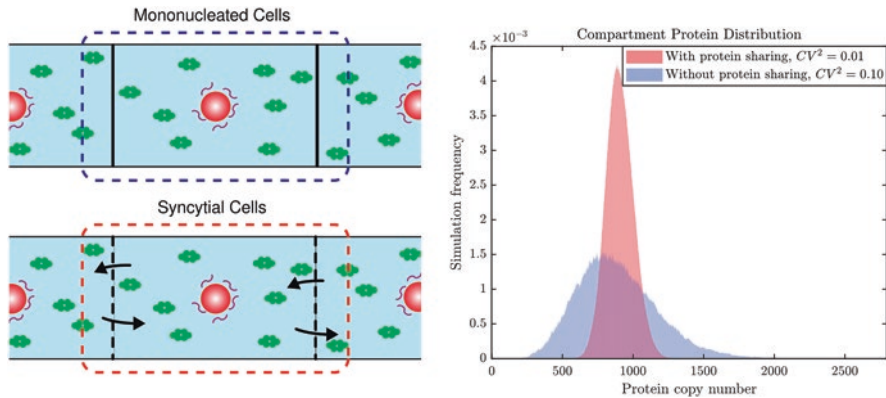 Mononucleated Cells
Syncytial Cells
Compartment Protein Distribution
×10⁻³
With protein sharing, CV² = 0.01
Without protein sharing, CV² = 0.10
4.5
4
3.5
3
2.5
2
1.5
1
0.5
0
Simulation frequency
0 500 1000 1500 2000 2500
Protein copy number